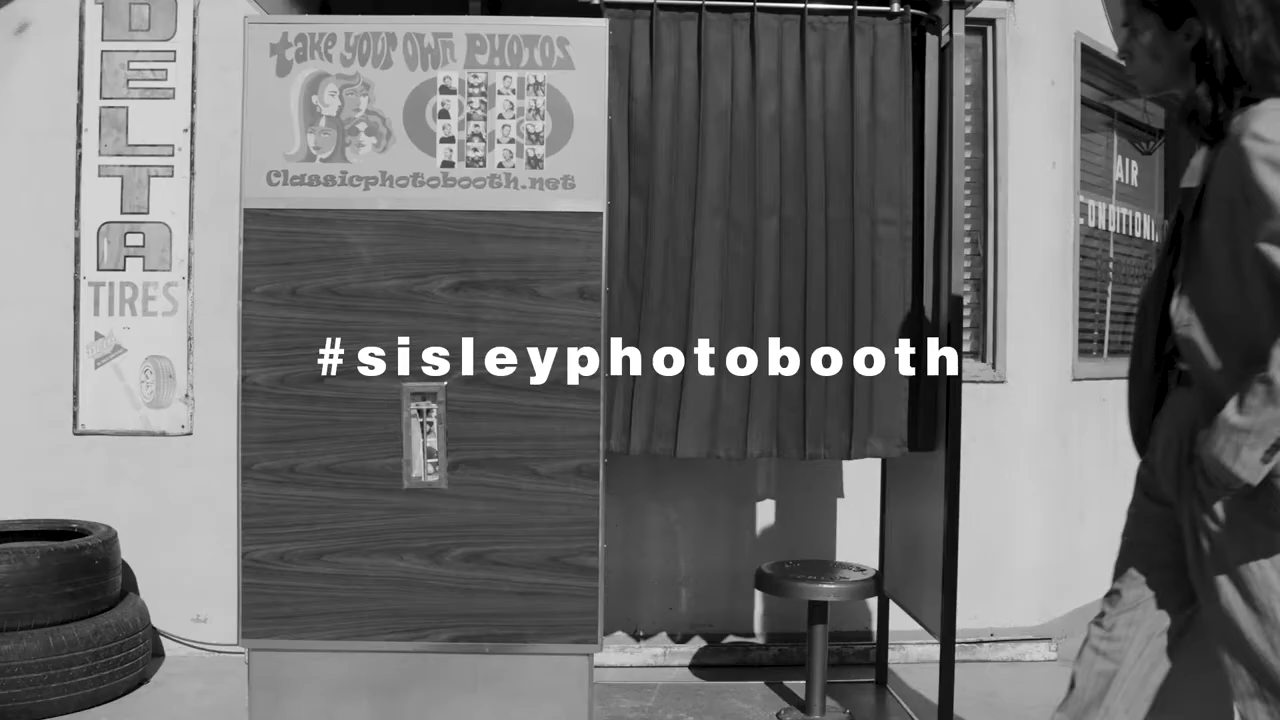 DELTA
TIRES
take your own PHOTOS
Classicphotobooth.net
#sisleyphotobooth
AIR
CONDITIONING